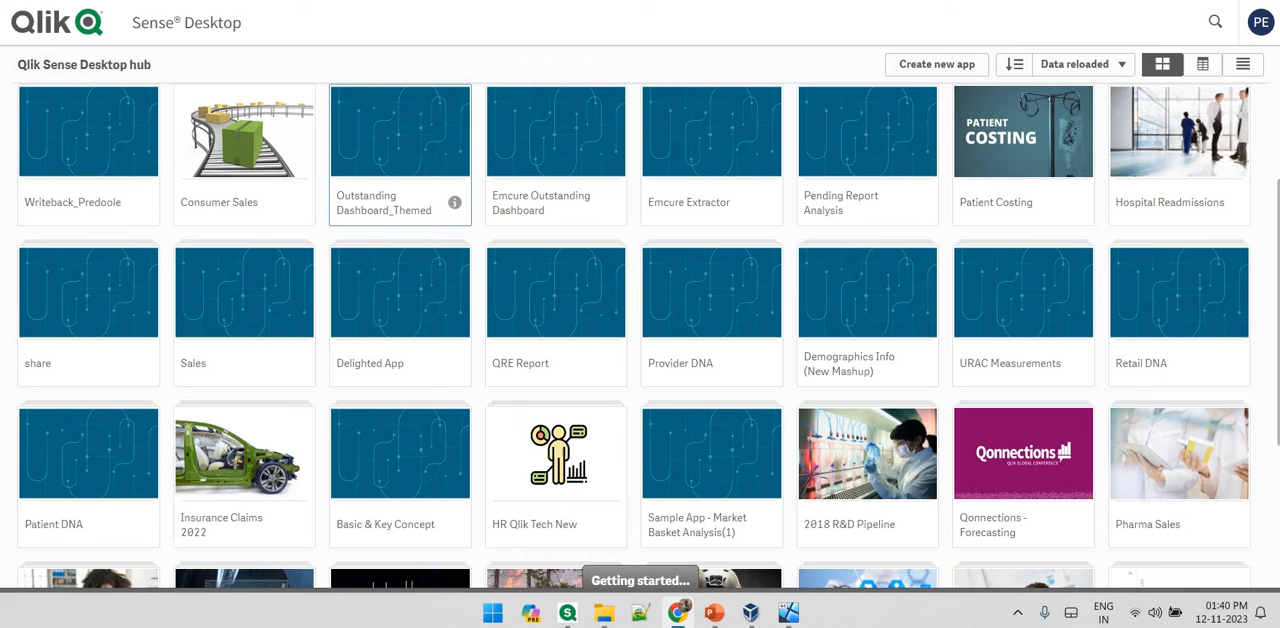 Qlik Q Sense® Desktop
PE
Qlik Sense Desktop hub
Create new app
Data reloaded
PATIENT
COSTING
Writeback_Predoole
Consumer Sales
Outstanding
Dashboard_Themed
Emcure Outstanding
Dashboard
Emcure Extractor
Pending Report
Analysis
Patient Costing
Hospital Readmissions
share
Sales
Delighted App
QRE Report
Provider DNA
Demographics Info
(New Mashup)
URAC Measurements
Retail DNA
Qonnections
QLIK GLOBAL CONFERENCE
Patient DNA
Insurance Claims
2022
Basic & Key Concept
HR Qlik Tech New
Sample App - Market
Basket Analysis(1)
2018 R&D Pipeline
Qonnections -
Forecasting
Pharma Sales
Getting started...
PRE
S
P
ENG
IN
01:40 PM
12-11-2023